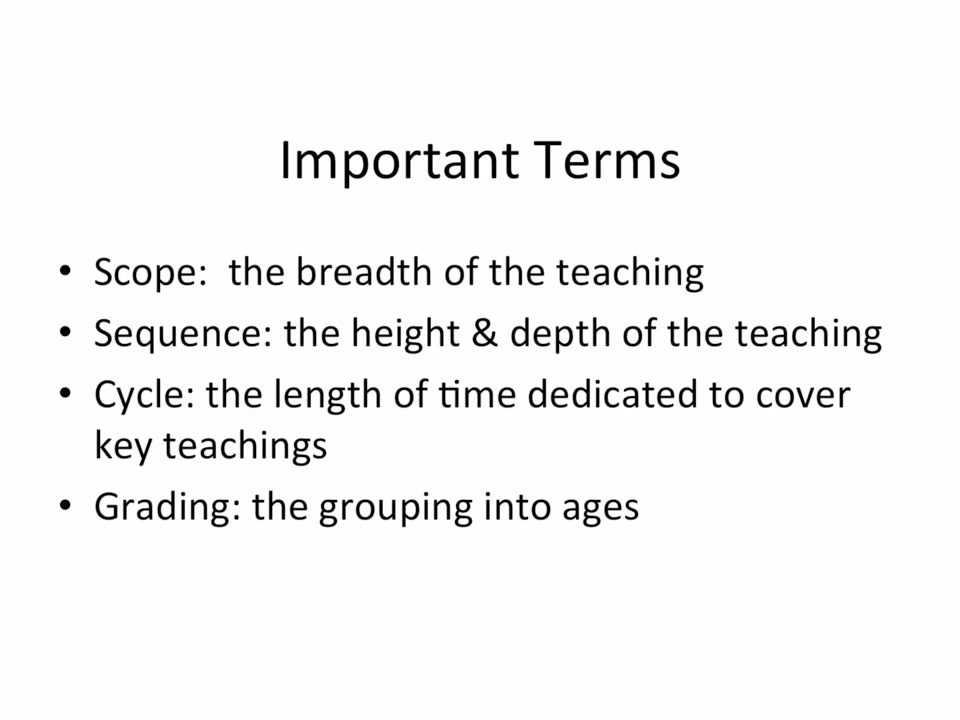 Important Terms
• Scope:  the breadth of the teaching
• Sequence: the height & depth of the teaching
• Cycle: the length of time dedicated to cover
key teachings
• Grading: the grouping into ages